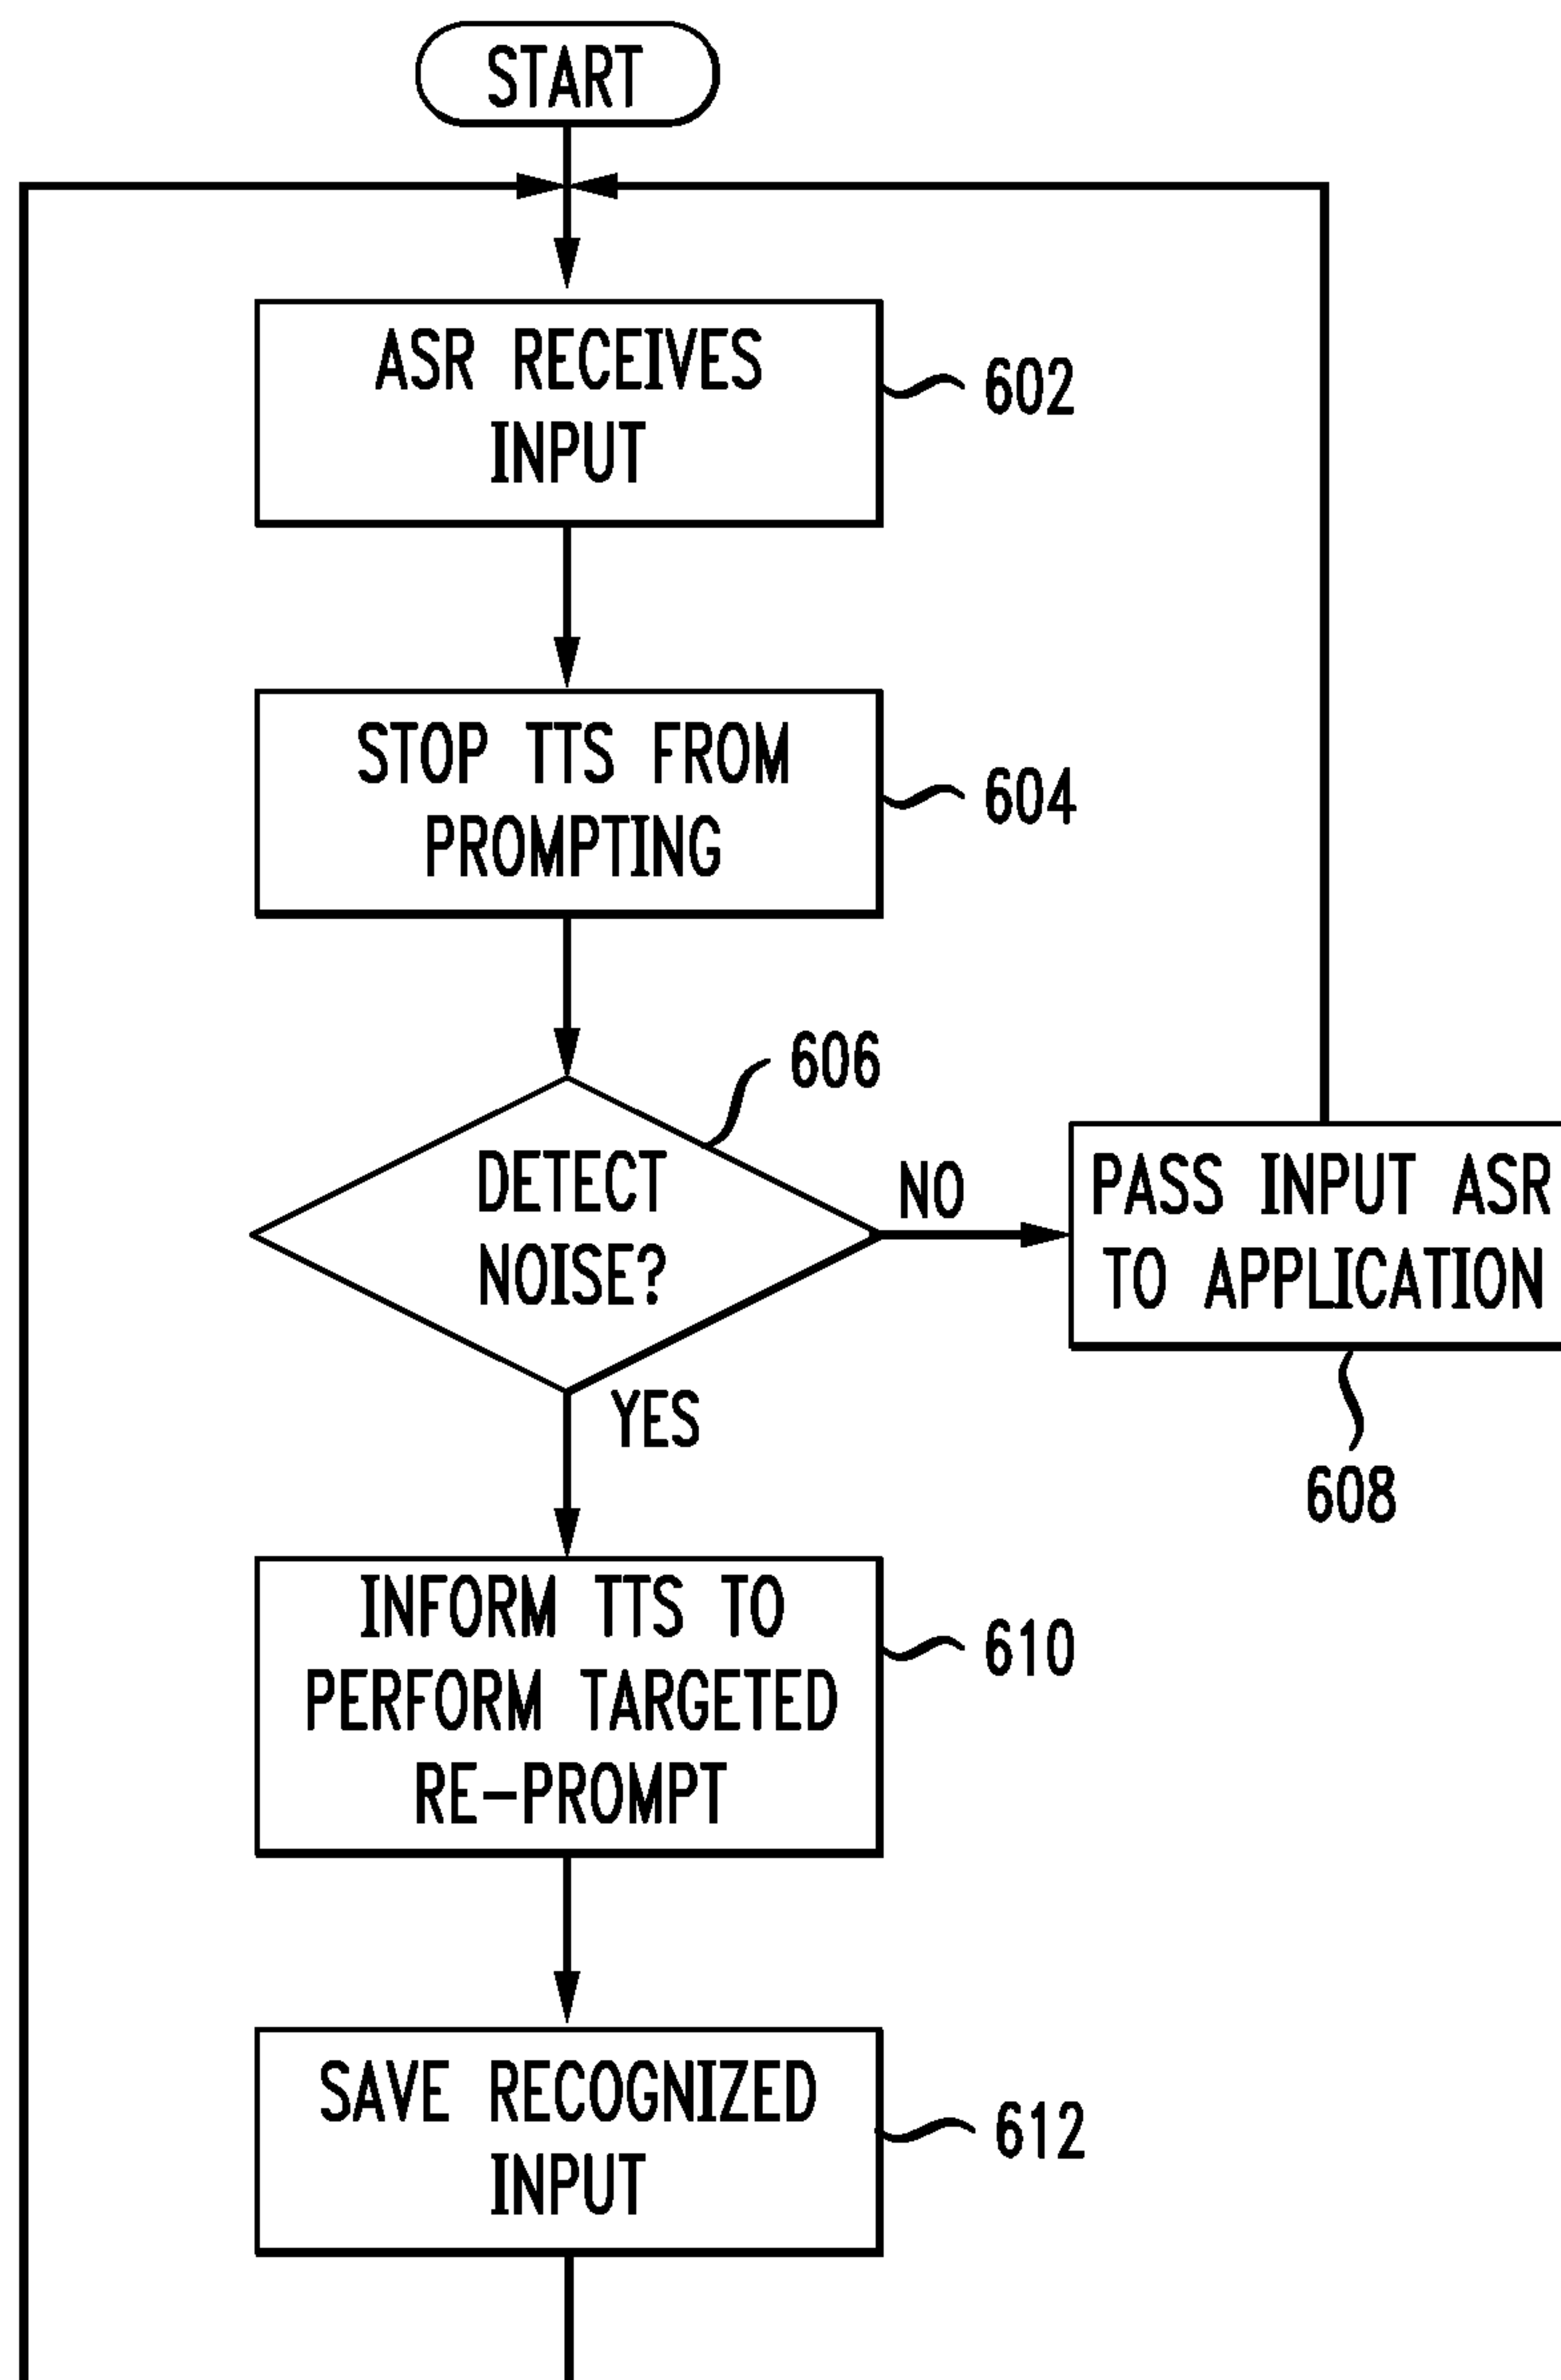 START
ASR RECEIVES
INPUT
602
STOP TTS FROM
PROMPTING
604
606
DETECT
NOISE?
NO
PASS INPUT ASR
TO APPLICATION
608
YES
INFORM TTS TO
PERFORM TARGETED
RE-PROMPT
610
SAVE RECOGNIZED
INPUT
612